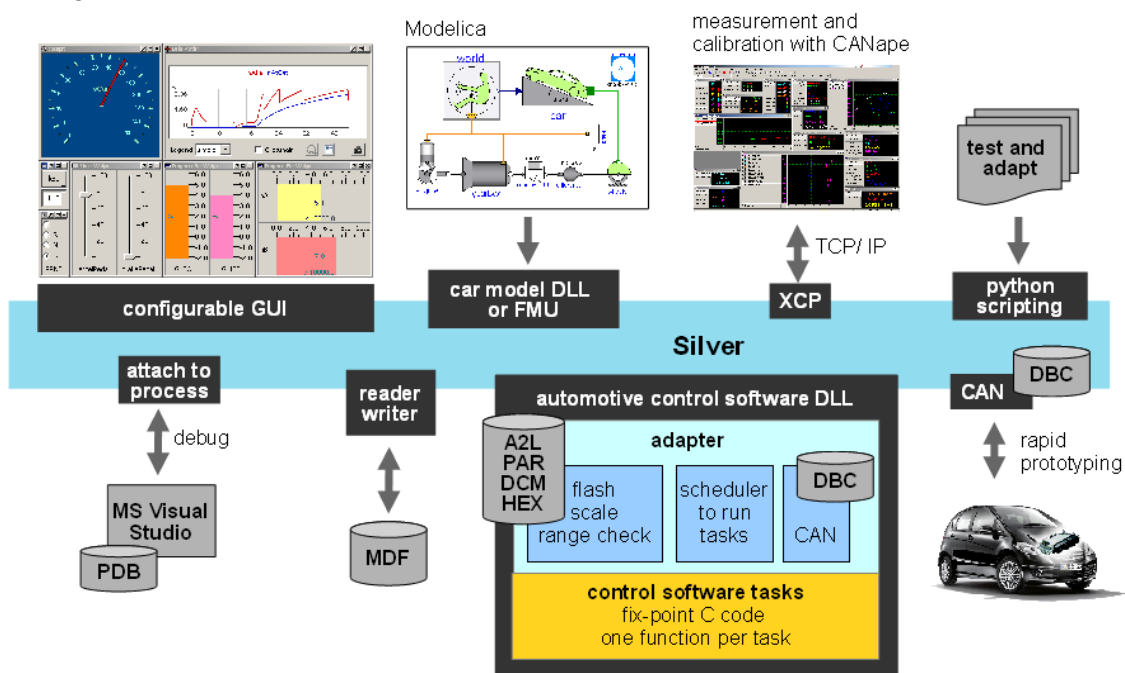 Modelica
measurement and
calibration with CANape
world
car
test and
adapt
TCP/ IP
configurable GUI
car model DLL
or FMU
XCP
python
scripting
Silver
attach to
process
reader
writer
automotive control software DLL
CAN
DBC
debug
A2L
PAR
DCM
HEX
adapter
flash
scale
range check
scheduler
to run
tasks
DBC
CAN
rapid
prototyping
MS Visual
Studio
PDB
MDF
control software tasks
fix-point C code
one function per task